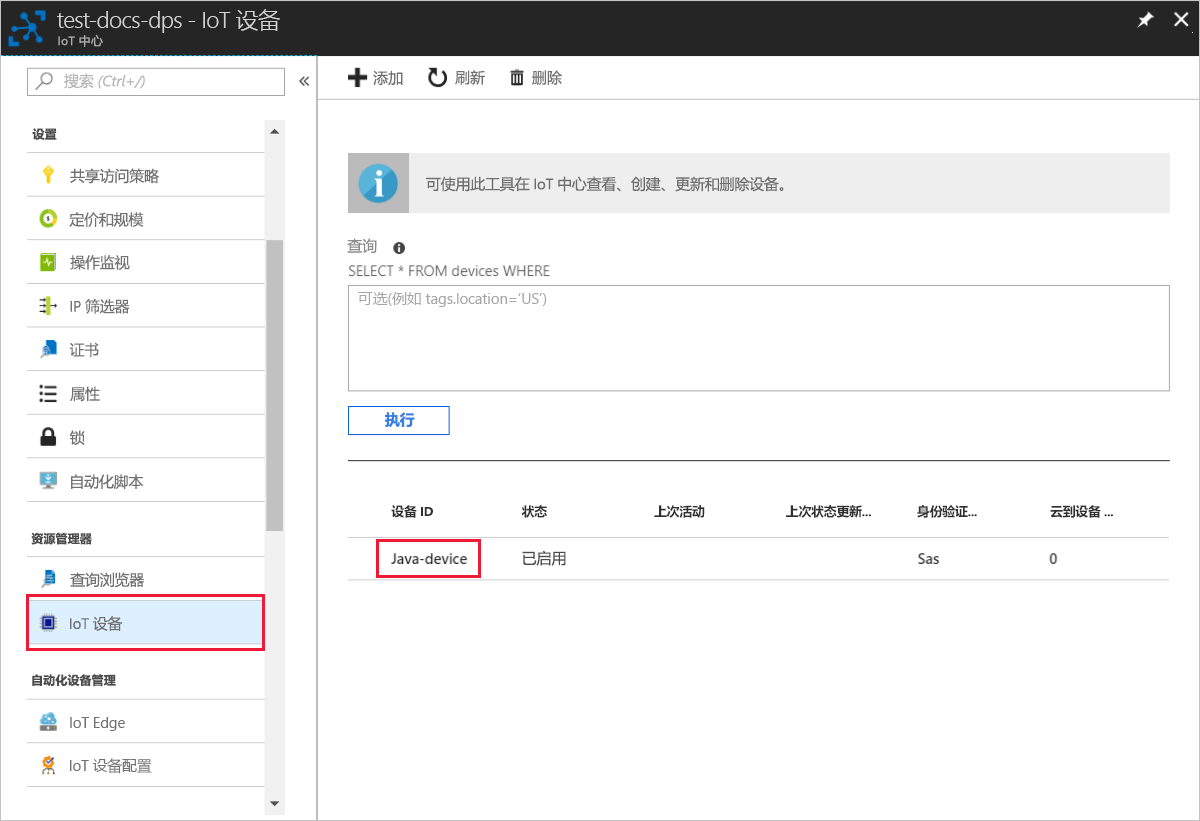 test-docs-dps - IoT 设备
IoT 中心
搜索 (Ctrl+/)
设置
共享访问策略
定价和规模
操作监视
IP 筛选器
证书
属性
锁
自动化脚本
资源管理器
查询浏览器
IoT 设备
自动化设备管理
IoT Edge
IoT 设备配置
添加 刷新 删除
可使用此工具在 IoT 中心查看、创建、更新和删除设备。
查询
SELECT * FROM devices WHERE
可选(例如 tags.location='US')
执行
设备 ID 状态 上次活动 上次状态更新... 身份验证... 云到设备 ...
Java-device 已启用 Sas 0